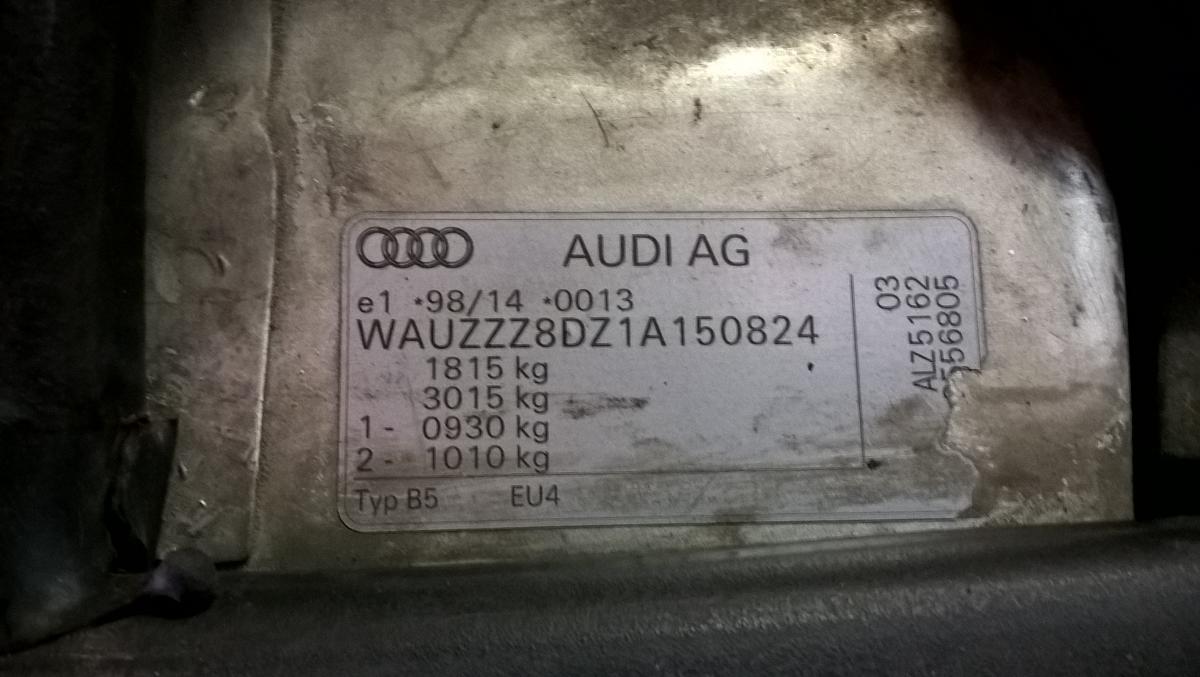 AUDI AG
e1 *98/14 *0013
WAUZZZ8DZ1A150824
1815 kg
3015 kg
1 - 0930 kg
2 - 1010 kg
Typ B5 EU4
03
ALZ5162
556805